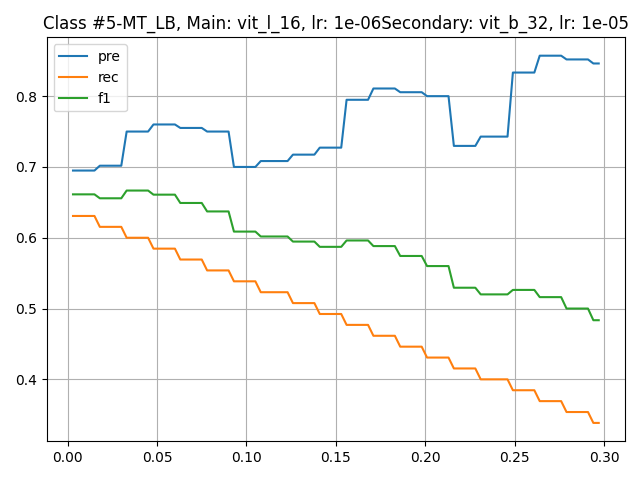 Class #5-MT_LB, Main: vit_l_16, lr: 1e-06Secondary: vit_b_32, lr: 1e-05
pre
rec
f1
0.8
0.7
0.6
0.5
0.4
0.00 0.05 0.10 0.15 0.20 0.25 0.30